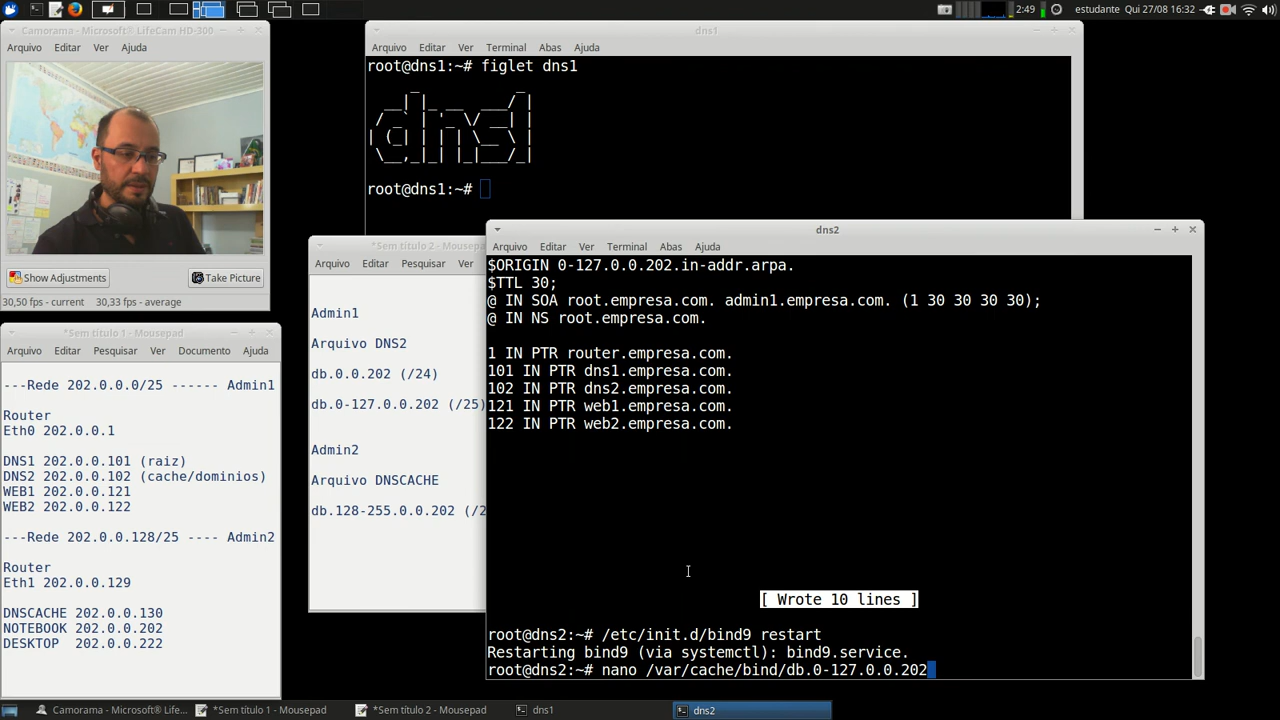 2:49
estudante Qui 27/08 16:32
Camorama - Microsoft® LifeCam HD-300
Arquivo Editar Ver Ajuda
Show Adjustments
Take Picture
30,50 fps - current 30,33 fps - average
dns1
Arquivo Editar Ver Terminal Abas Ajuda
root@dns1:~# figlet dns1
dns1
root@dns1:~#
*Sem título 2 - Mousepad
Arquivo Editar Pesquisar Ver
Admin1
Arquivo DNS2
db.0.0.202 (/24)
db.0-127.0.0.202 (/25)
Admin2
Arquivo DNSCACHE
db.128-255.0.0.202 (/2
*Sem título 1 - Mousepad
Arquivo Editar Pesquisar Ver Documento Ajuda
---Rede 202.0.0.0/25 ------ Admin1
Router
Eth0 202.0.0.1
DNS1 202.0.0.101 (raiz)
DNS2 202.0.0.102 (cache/dominios)
WEB1 202.0.0.121
WEB2 202.0.0.122
---Rede 202.0.0.128/25 ---- Admin2
Router
Eth1 202.0.0.129
DNSCACHE 202.0.0.130
NOTEBOOK 202.0.0.202
DESKTOP 202.0.0.222
dns2
Arquivo Editar Ver Terminal Abas Ajuda
$ORIGIN 0-127.0.0.202.in-addr.arpa.
$TTL 30;
@ IN SOA root.empresa.com. admin1.empresa.com. (1 30 30 30 30);
@ IN NS root.empresa.com.
1 IN PTR router.empresa.com.
101 IN PTR dns1.empresa.com.
102 IN PTR dns2.empresa.com.
121 IN PTR web1.empresa.com.
122 IN PTR web2.empresa.com.
[ Wrote 10 lines ]
root@dns2:~# /etc/init.d/bind9 restart
Restarting bind9 (via systemctl): bind9.service.
root@dns2:~# nano /var/cache/bind/db.0-127.0.0.202
Camorama - Microsoft® LifeC...
*Sem título 1 - Mousepad
*Sem título 2 - Mousepad
dns1
dns2